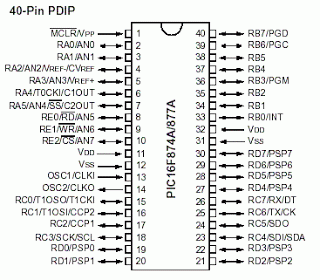 40-Pin PDIP
MCLR/VPP 1 40 RB7/PGD
RA0/AN0 2 39 RB6/PGC
RA1/AN1 3 38 RB5
RA2/AN2/VREF-/CVREF 4 37 RB4
RA3/AN3/VREF+ 5 36 RB3/PGM
RA4/T0CKI/C1OUT 6 35 RB2
RA5/AN4/SS/C2OUT 7 34 RB1
RE0/RD/AN5 8 33 RB0/INT
RE1/WR/AN6 9 32 VDD
RE2/CS/AN7 10 31 VSS
VDD 11 30 RD7/PSP7
VSS 12 29 RD6/PSP6
OSC1/CLKI 13 28 RD5/PSP5
OSC2/CLKO 14 27 RD4/PSP4
RC0/T1OSO/T1CKI 15 26 RC7/RX/DT
RC1/T1OSI/CCP2 16 25 RC6/TX/CK
RC2/CCP1 17 24 RC5/SDO
RC3/SCK/SCL 18 23 RC4/SDI/SDA
RD0/PSP0 19 22 RD3/PSP3
RD1/PSP1 20 21 RD2/PSP2
PIC16F874A/877A